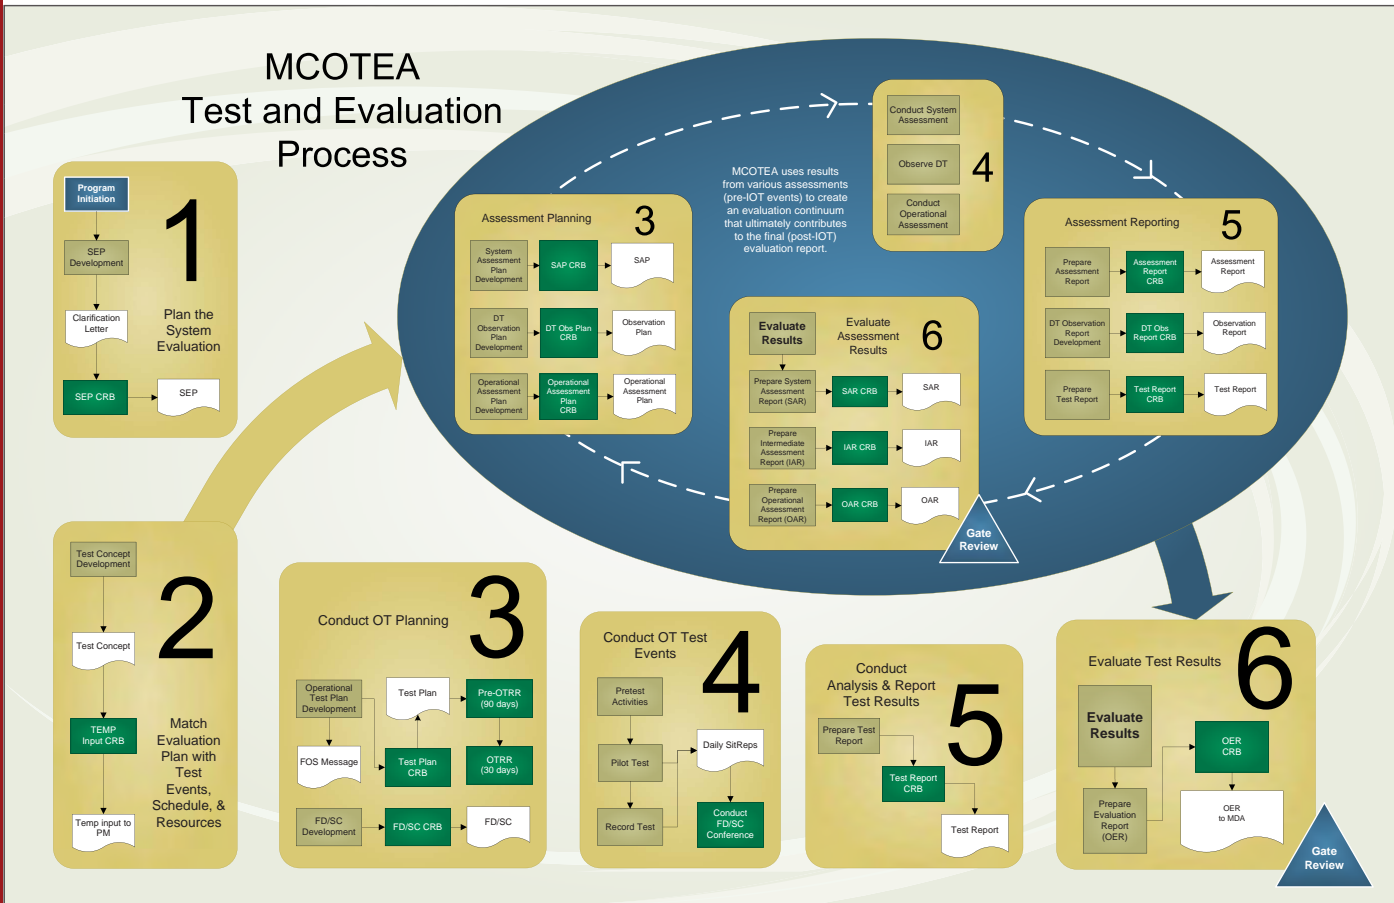 MCOTEA
Test and Evaluation
Process
1
Program
Initiation
SEP
Development
Clarification
Letter
SEP CRB
SEP
Plan the
System
Evaluation
2
Test Concept
Development
Test Concept
TEMP
Input CRB
Temp input to
PM
Match
Evaluation
Plan with
Test
Events,
Schedule, &
Resources
MCOTEA uses results
from various assessments
(pre-IOT events) to create
an evaluation continuum
that ultimately contributes
to the final (post-IOT)
evaluation report.
Assessment Planning
3
System
Assessment
Plan
Development
SAP CRB
SAP
DT
Observation
Plan
Development
DT Obs Plan
CRB
Observation
Plan
Operational
Assessment
Plan
Development
Operational
Assessment
Plan
CRB
Operational
Assessment
Plan
Conduct System
Assessment
Observe DT
Conduct
Operational
Assessment
4
Assessment Reporting
5
Prepare
Assessment
Report
Assessment
Report
CRB
Assessment
Report
DT Observation
Report
Development
DT Obs
Report CRB
Observation
Report
Prepare
Test Report
Test Report
CRB
Test Report
Evaluate
Results
Evaluate
Assessment
Results
6
Prepare System
Assessment
Report (SAR)
SAR CRB
SAR
Prepare
Intermediate
Assessment
Report (IAR)
IAR CRB
IAR
Prepare
Operational
Assessment
Report (OAR)
OAR CRB
OAR
Gate
Review
Conduct OT Planning
3
Operational
Test Plan
Development
Test Plan
Pre-OTRR
(90 days)
FOS Message
Test Plan
CRB
OTRR
(30 days)
FD/SC
Development
FD/SC CRB
FD/SC
Conduct OT Test
Events
4
Pretest
Activities
Pilot Test
Record Test
Daily SitReps
Conduct
FD/SC
Conference
Conduct
Analysis & Report
Test Results
5
Prepare Test
Report
Test Report
CRB
Test Report
Evaluate Test Results
6
Evaluate
Results
Prepare
Evaluation
Report
(OER)
OER
CRB
OER
to MDA
Gate
Review